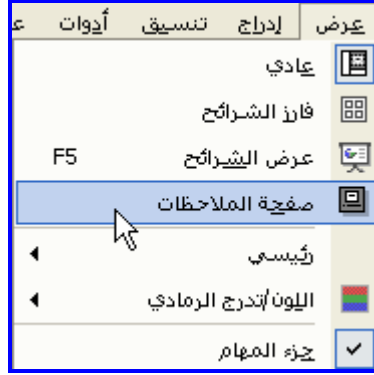 عرض إدراج تنسيق أدوات ع
عادي
فارز الشرائح
عرض الشرائح F5
صفحة الملاحظات
رئيسي
اللون/تدرج الرمادي
جزء المهام